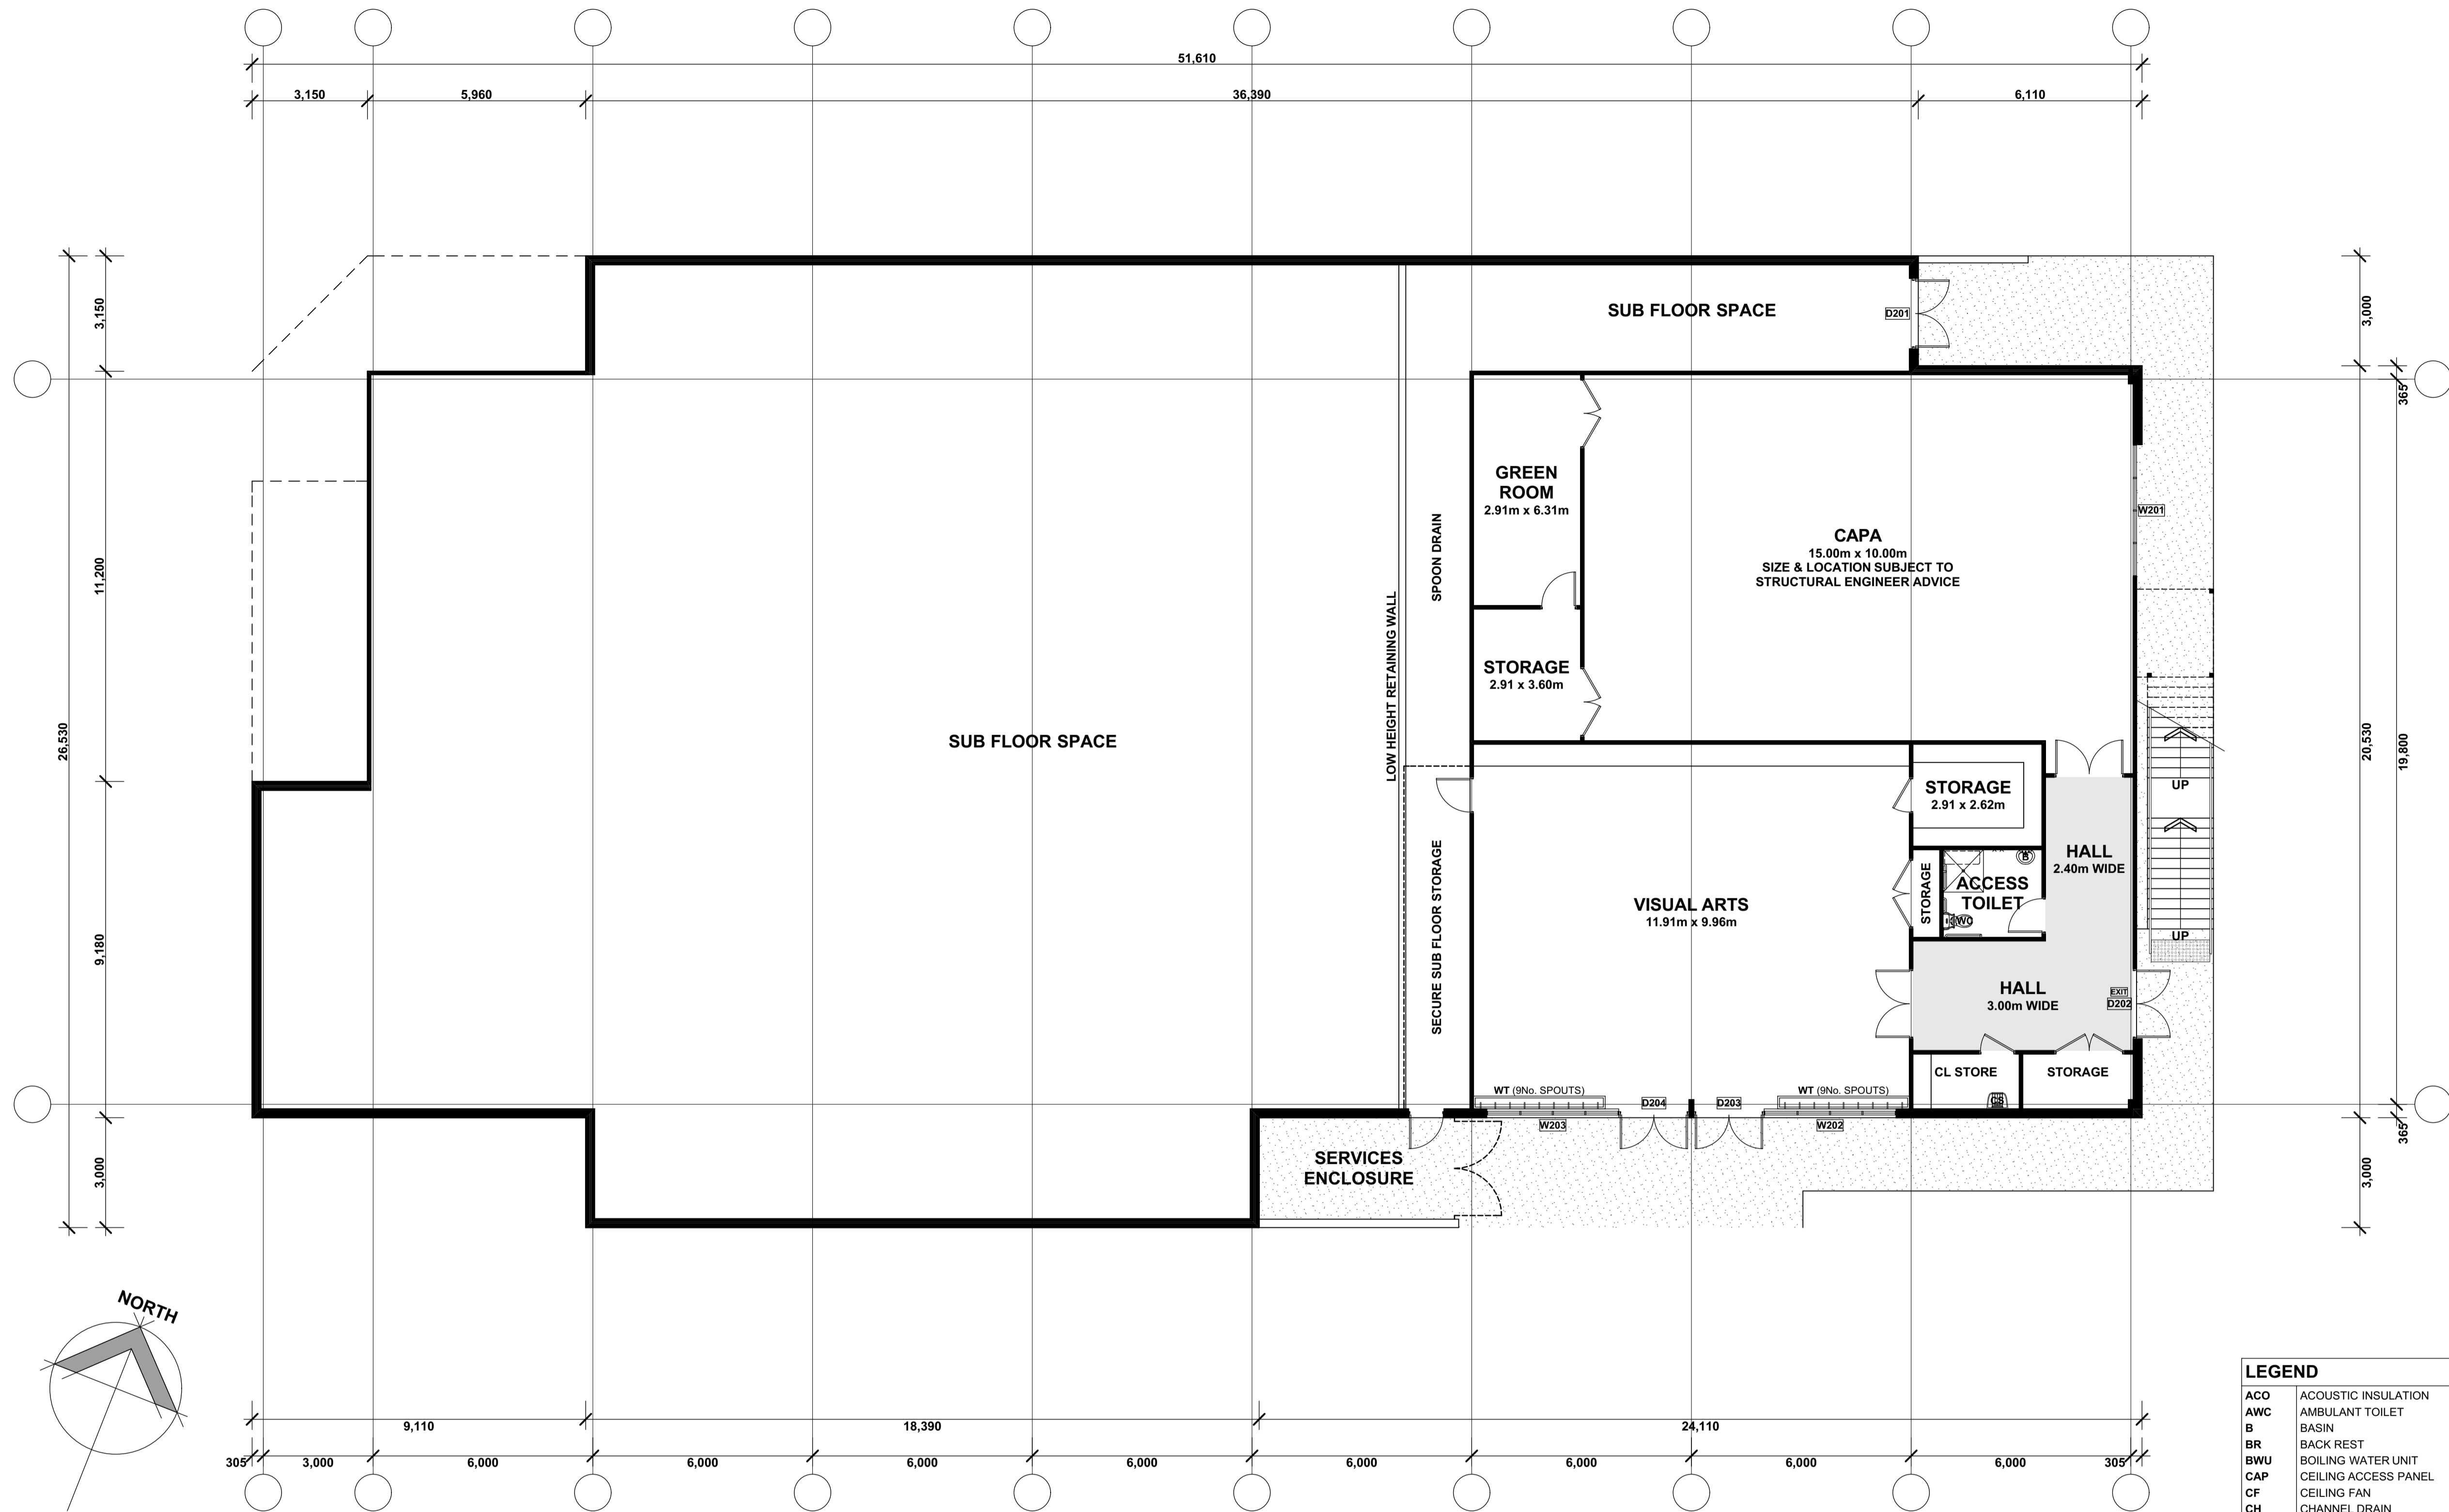 51,610
3,150
5,960
36,390
6,110
SUB FLOOR SPACE
D201
3,150
3,000
365
GREEN
ROOM
2.91m x 6.31m
W201
CAPA
15.00m x 10.00m
SIZE & LOCATION SUBJECT TO
STRUCTURAL ENGINEER ADVICE
SPOON DRAIN
11,200
LOW HEIGHT RETAINING WALL
STORAGE
2.91 x 3.60m
26,530
SUB FLOOR SPACE
20,530
19,800
STORAGE
2.91 x 2.62m
UP
HALL
2.40m WIDE
B
ACCESS
TOILET
AWC
STORAGE
VISUAL ARTS
11.91m x 9.96m
SECURE SUB FLOOR STORAGE
9,180
UP
HALL
3.00m WIDE
EXIT
D202
CL STORE
STORAGE
CS
WT (9No. SPOUTS)
WT (9No. SPOUTS)
D204
D203
W203
W202
365
3,000
3,000
SERVICES
ENCLOSURE
NORTH
9,110
18,390
24,110
305
3,000
6,000
6,000
6,000
6,000
6,000
6,000
6,000
6,000
305
LEGEND
ACO ACOUSTIC INSULATION
AWC AMBULANT TOILET
B BASIN
BR BACK REST
BWU BOILING WATER UNIT
CAP CEILING ACCESS PANEL
CF CEILING FAN
CH CHANNEL DRAIN